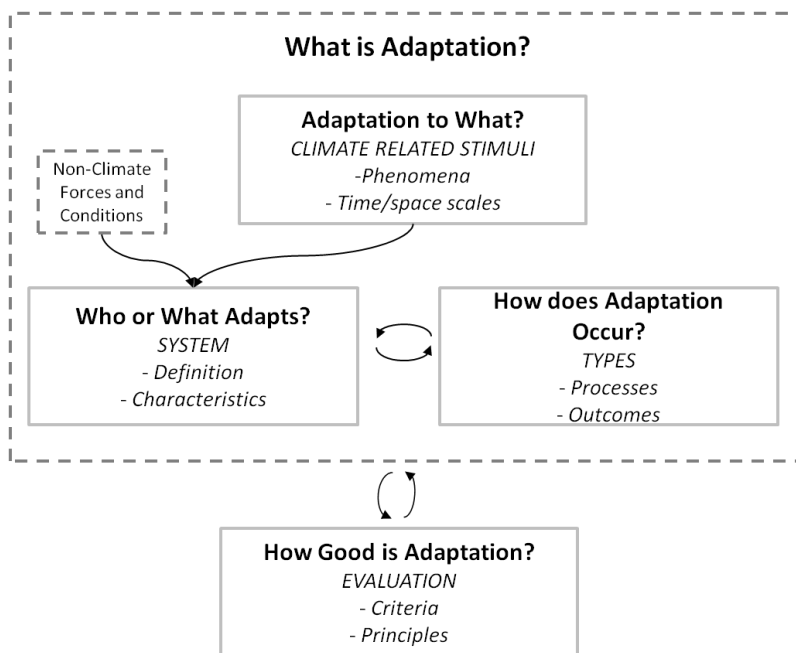 What is Adaptation?
Adaptation to What?
CLIMATE RELATED STIMULI
-Phenomena
- Time/space scales
Non-Climate
Forces and
Conditions
Who or What Adapts?
SYSTEM
- Definition
- Characteristics
How does Adaptation
Occur?
TYPES
- Processes
- Outcomes
How Good is Adaptation?
EVALUATION
- Criteria
- Principles